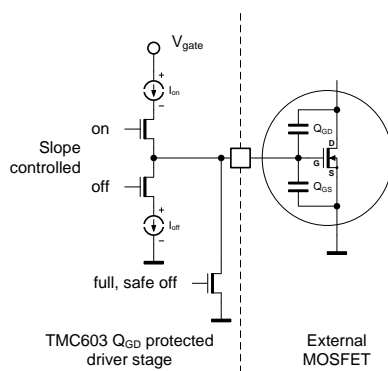 Vgate
+
Ion
−
on
Slope
controlled
off
+
Ioff
−
full, safe off
QGD
D
G
S
QGS
TMC603 QGD protected
driver stage
External
MOSFET